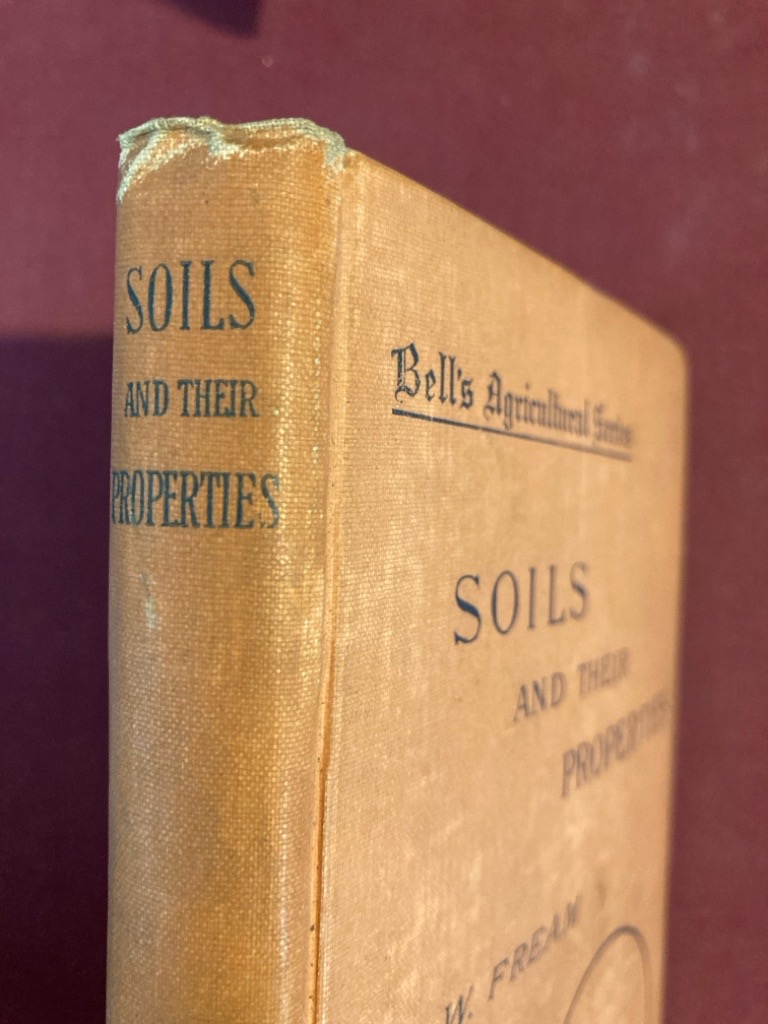 SOILS
AND THEIR
PROPERTIES
Bell's Agricultural Series
SOILS
AND THEIR
PROPERTIES
W. FREAM